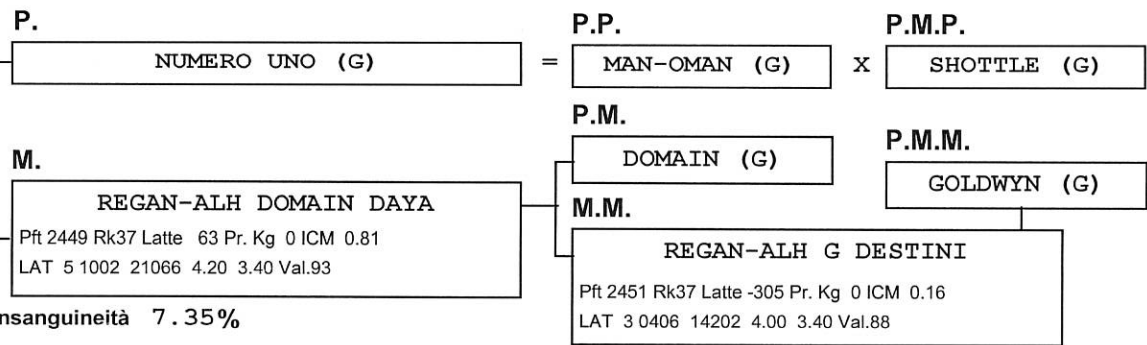 P.
NUMERO UNO (G)
=
P.P.
MAN-OMAN (G)
X
P.M.P.
SHOTTLE (G)
P.M.
DOMAIN (G)
P.M.M.
GOLDWYN (G)
M.
REGAN-ALH DOMAIN DAYA
Pft 2449 Rk37 Latte 63 Pr. Kg 0 ICM 0.81
LAT 5 1002 21066 4.20 3.40 Val.93
M.M.
REGAN-ALH G DESTINI
Pft 2451 Rk37 Latte -305 Pr. Kg 0 ICM 0.16
LAT 3 0406 14202 4.00 3.40 Val.88
nsanguineità 7.35%